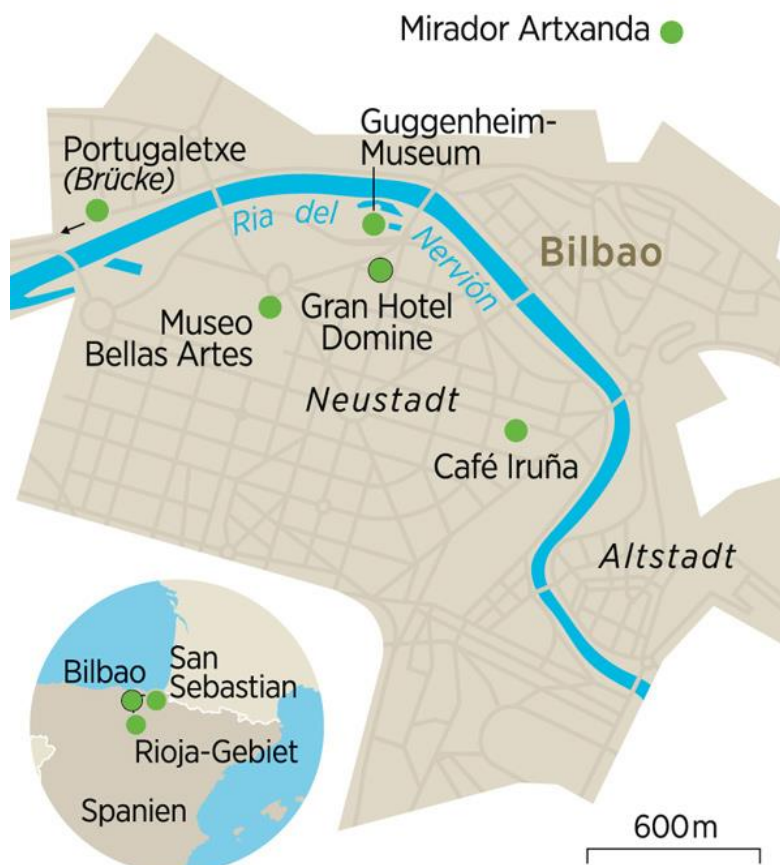 Mirador Artxanda
Guggenheim-
Museum
Portugaletxe
(Brücke)
Ria del Nervión
Bilbao
Gran Hotel
Domine
Museo
Bellas Artes
Neustadt
Café Iruña
Altstadt
Bilbao
San
Sebastian
Rioja-Gebiet
Spanien
600m